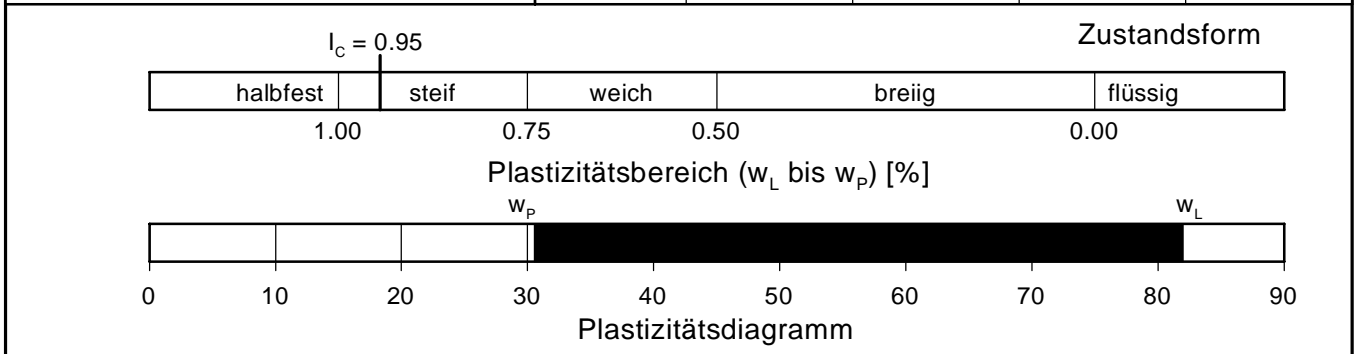 Zustandsform
I_C = 0.95
halbfest steif weich breiig flüssig
1.00 0.75 0.50 0.00
Plastizitätsbereich (w_L bis w_P) [%]
w_P w_L
0 10 20 30 40 50 60 70 80 90
Plastizitätsdiagramm